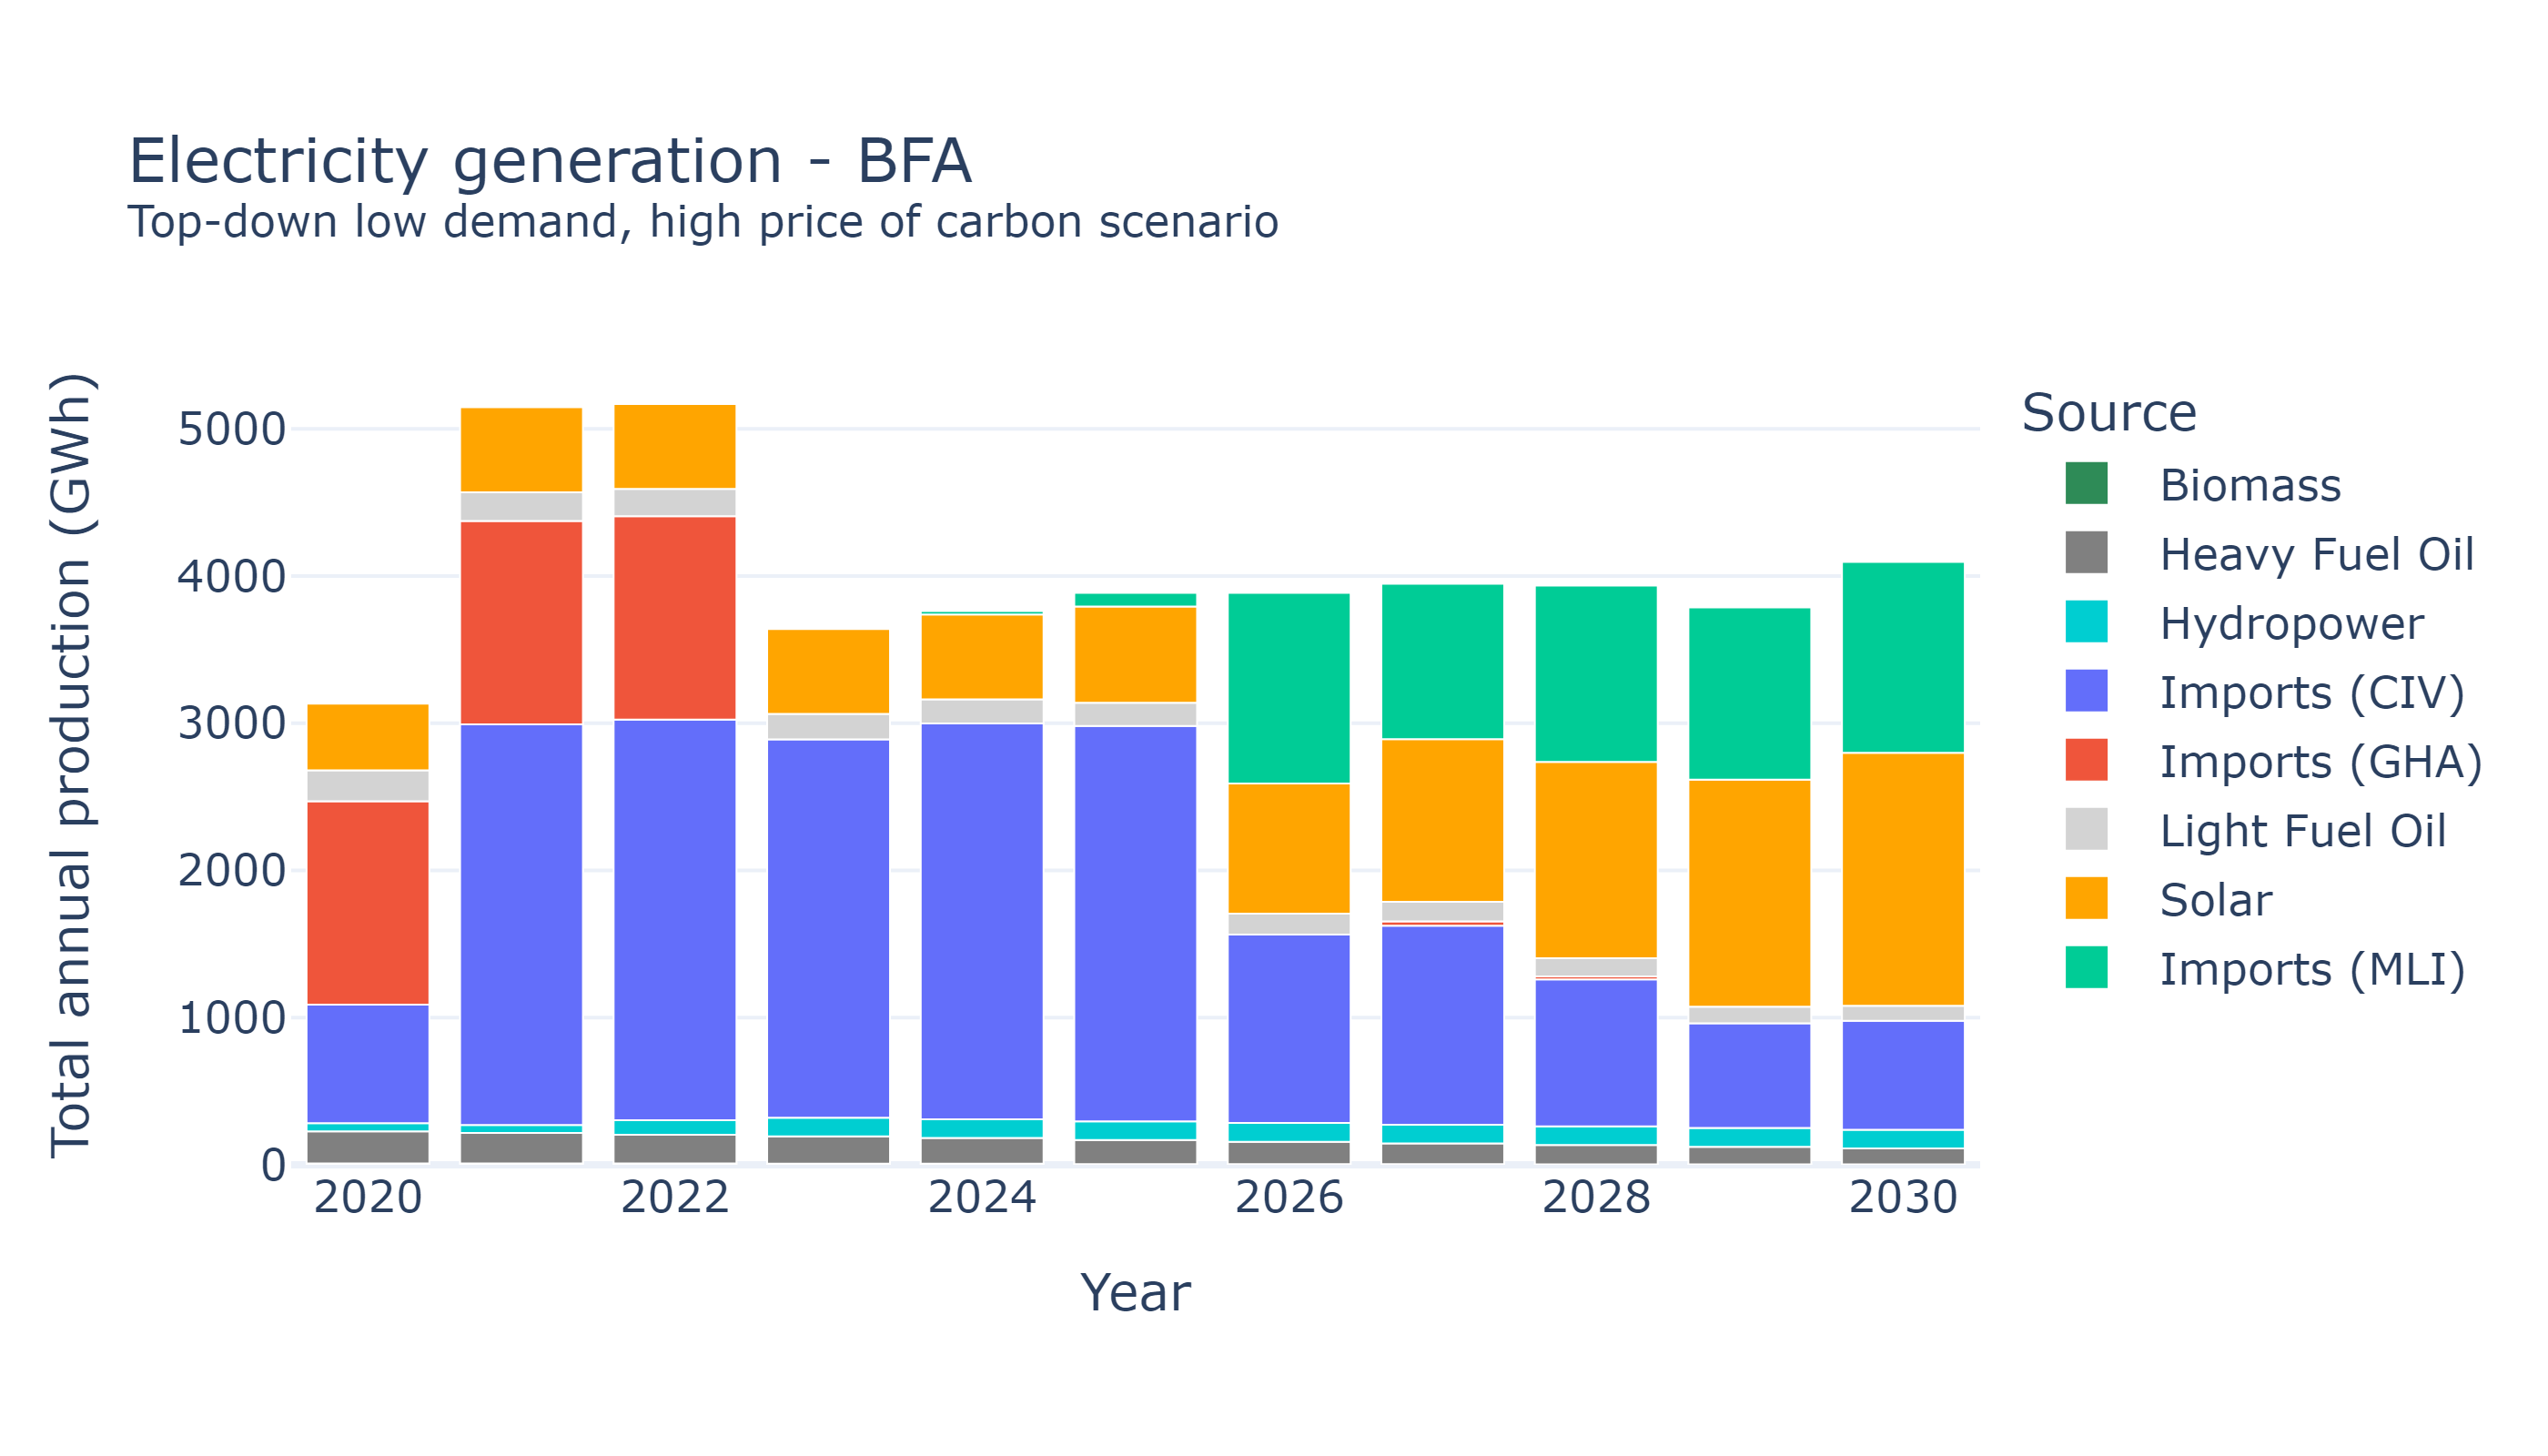 Electricity generation - BFA
Top-down low demand, high price of carbon scenario
Total annual production (GWh)
5000
4000
3000
2000
1000
0
2020
2022
2024
2026
2028
2030
Year
Source
Biomass
Heavy Fuel Oil
Hydropower
Imports (CIV)
Imports (GHA)
Light Fuel Oil
Solar
Imports (MLI)